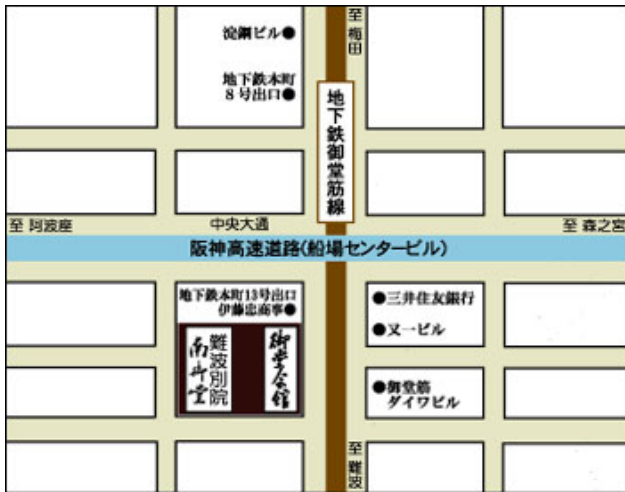 至梅田
淀鋼ビル●
地下鉄本町
8号出口●
地下鉄御堂筋線
至 阿波座
中央大通
至 森之宮
阪神高速道路(船場センタービル)
地下鉄本町13号出口
伊藤忠商事●
●三井住友銀行
●又一ビル
難波別院
南御堂
御堂会館
●御堂筋
ダイワビル
至難波